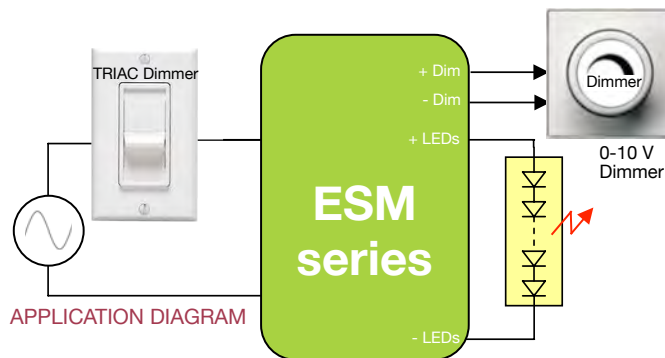 TRIAC Dimmer
+ Dim
- Dim
+ LEDs
Dimmer
0-10 V
Dimmer
ESM
series
- LEDs
APPLICATION DIAGRAM